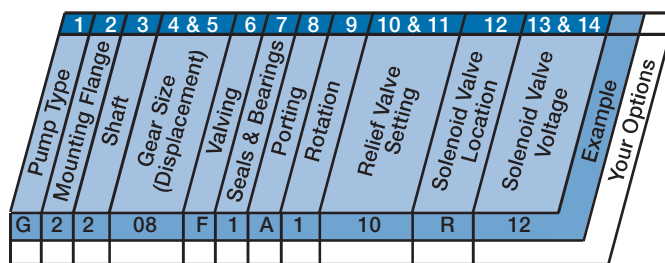 1 2 3 4 & 5 6 7 8 9 10 & 11 12 13 & 14
Pump Type
Mounting Flange
Shaft
Gear Size
(Displacement)
Valving
Seals & Bearings
Porting
Rotation
Relief Valve
Setting
Solenoid Valve
Location
Solenoid Valve
Voltage
Example
Your Options
G 2 2 08 F 1 A 1 10 R 12